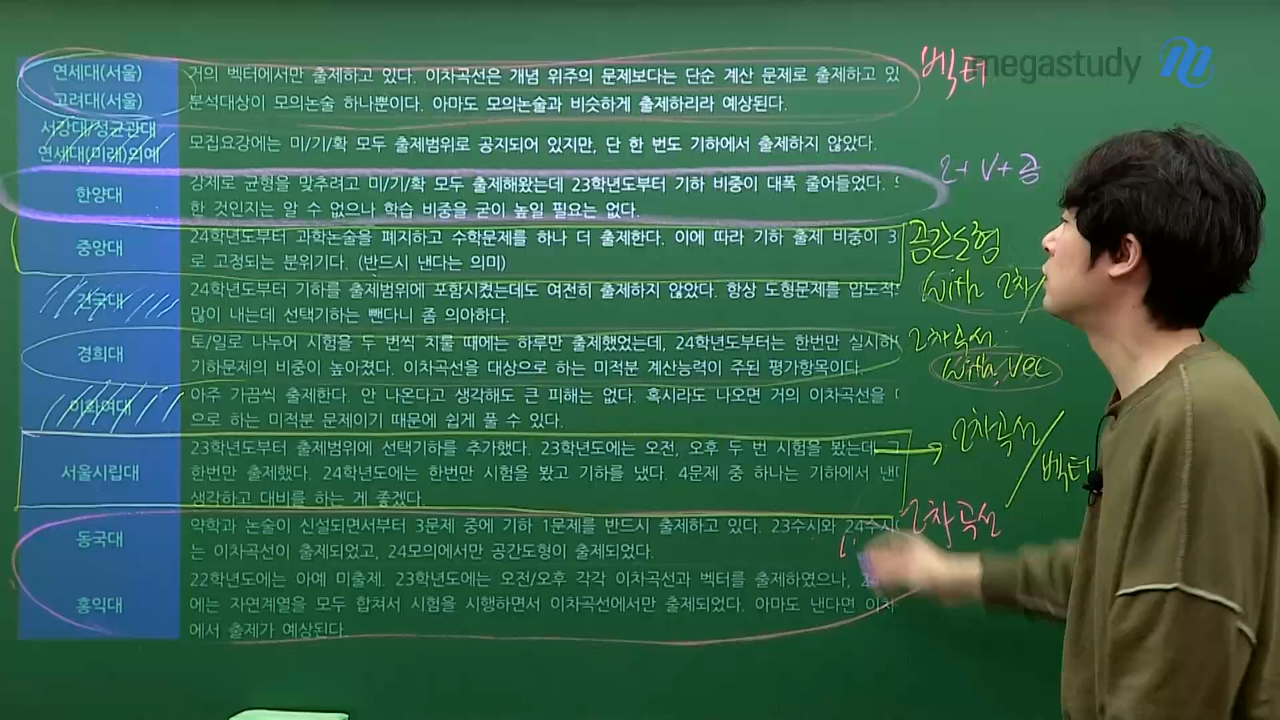 벡터
megastudy
연세대(서울) 거의 벡터에서만 출제하고 있다. 이차곡선은 개념 위주의 문제보다는 단순 계산 문제로 출제하고 있
고려대(서울) 분석대상이 모의논술 하나뿐이다. 아마도 모의논술과 비슷하게 출제하리라 예상된다.
서강대/성균관대
연세대(미래)의예
모집요강에는 미/기/확 모두 출제범위로 공지되어 있지만, 단 한 번도 기하에서 출제하지 않았다.
한양대
강제로 균형을 맞추려고 미/기/확 모두 출제해왔는데 23학년도부터 기하 비중이 대폭 줄어들었다.
한 것인지는 알 수 없으나 학습 비중을 굳이 높일 필요는 없다.
2+V+공
중앙대
24학년도부터 과학논술을 폐지하고 수학문제를 하나 더 출제한다. 이에 따라 기하 출제 비중이 3
로 고정되는 분위기다. (반드시 낸다는 의미)
공간도형
with 2차/
건국대
24학년도부터 기하를 출제범위에 포함시켰는데도 여전히 출제하지 않았다. 항상 도형문제를 압도적
많이 내는데 선택기하는 뺀다니 좀 의아하다.
경희대
토/일로 나누어 시험을 두 번씩 치룰 때에는 하루만 출제했었는데, 24학년도부터는 한번만 실시하
기하문제의 비중이 높아졌다. 이차곡선을 대상으로 하는 미적분 계산능력이 주된 평가항목이다.
2차곡선
with vec
이화여대
아주 가끔씩 출제한다. 안 나온다고 생각해도 큰 피해는 없다. 혹시라도 나오면 거의 이차곡선을
으로 하는 미적분 문제이기 때문에 쉽게 풀 수 있다.
서울시립대
23학년도부터 출제범위에 선택기하를 추가했다. 23학년도에는 오전, 오후 두 번 시험을 봤는데 그
한번만 출제했다. 24학년도에는 한번만 시험을 봤고 기하를 냈다. 4문제 중 하나는 기하에서 낸
생각하고 대비를 하는 게 좋겠다.
2차곡선/
벡터
동국대
약학과 논술이 신설되면서부터 3문제 중에 기하 1문제를 반드시 출제하고 있다. 23수시와 24수시
는 이차곡선이 출제되었고, 24모의에서만 공간도형이 출제되었다.
2차곡선
홍익대
22학년도에는 아예 미출제. 23학년도에는 오전/오후 각각 이차곡선과 벡터를 출제하였으나,
에는 자연계열을 모두 합쳐서 시험을 시행하면서 이차곡선에서만 출제되었다. 아마도 낸다면 이차
에서 출제가 예상된다.